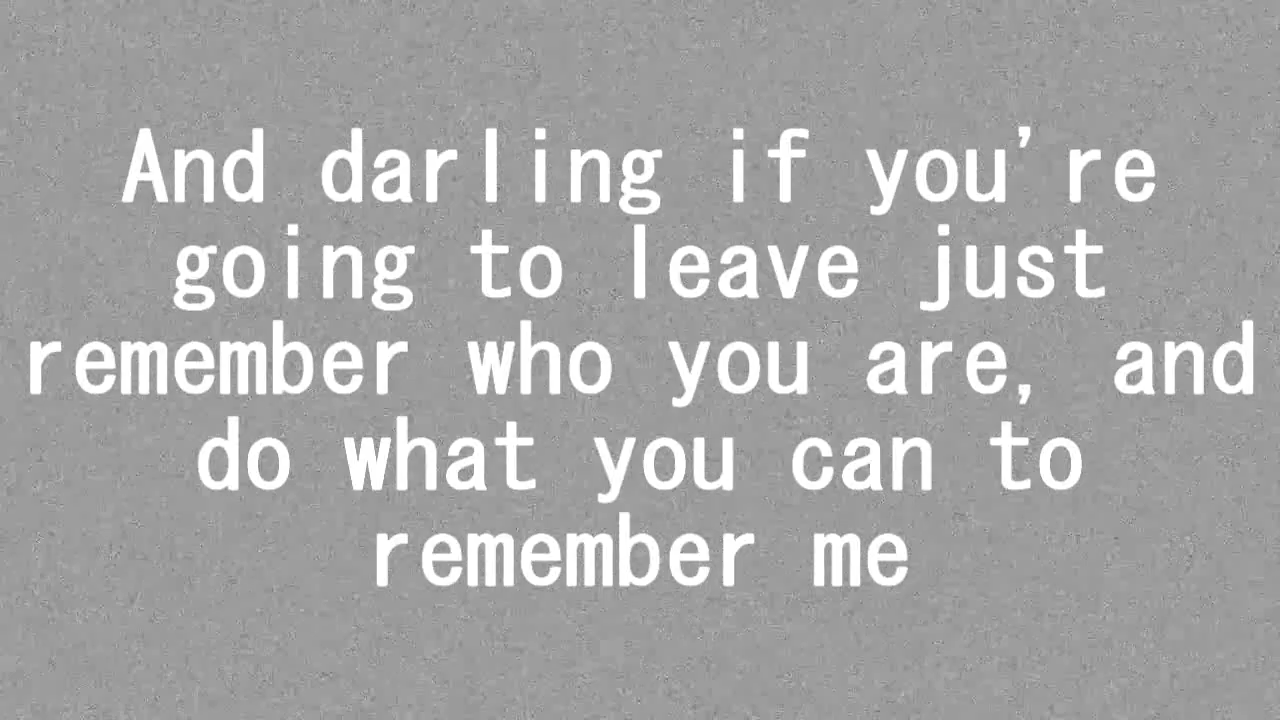 And darling if you're
going to leave just
remember who you are, and
do what you can to
remember me